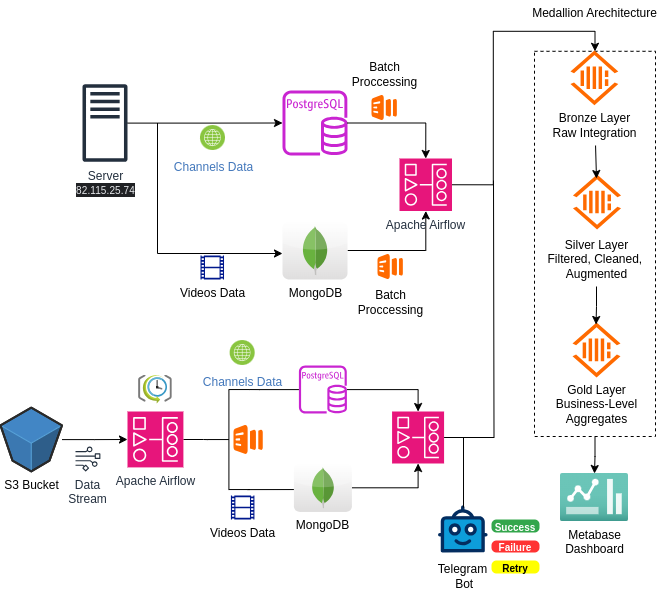 Medallion Arechitecture
Batch
Proccessing
PostgreSQL
Channels Data
Server
82.115.25.74
Apache Airflow
Videos Data
MongoDB
Batch
Proccessing
Bronze Layer
Raw Integration
Silver Layer
Filtered, Cleaned,
Augmented
Gold Layer
Business-Level
Aggregates
Metabase
Dashboard
Channels Data
PostgreSQL
S3 Bucket
Data
Stream
Apache Airflow
Videos Data
MongoDB
Telegram
Bot
Success
Failure
Retry